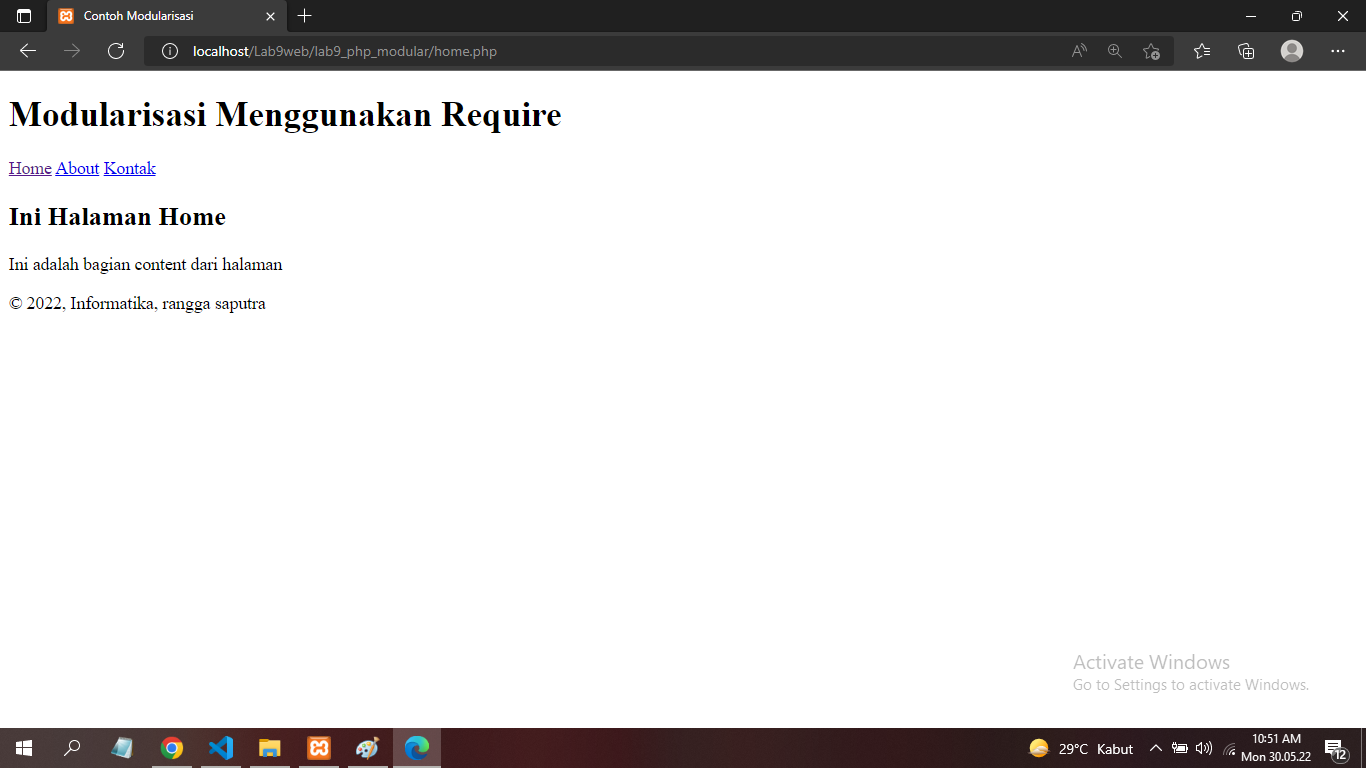 Contoh Modularisasi
localhost/Lab9web/lab9_php_modular/home.php
Modularisasi Menggunakan Require
Home About Kontak
Ini Halaman Home
Ini adalah bagian content dari halaman
© 2022, Informatika, rangga saputra
Activate Windows
Go to Settings to activate Windows.
29°C Kabut
10:51 AM
Mon 30.05.22
12